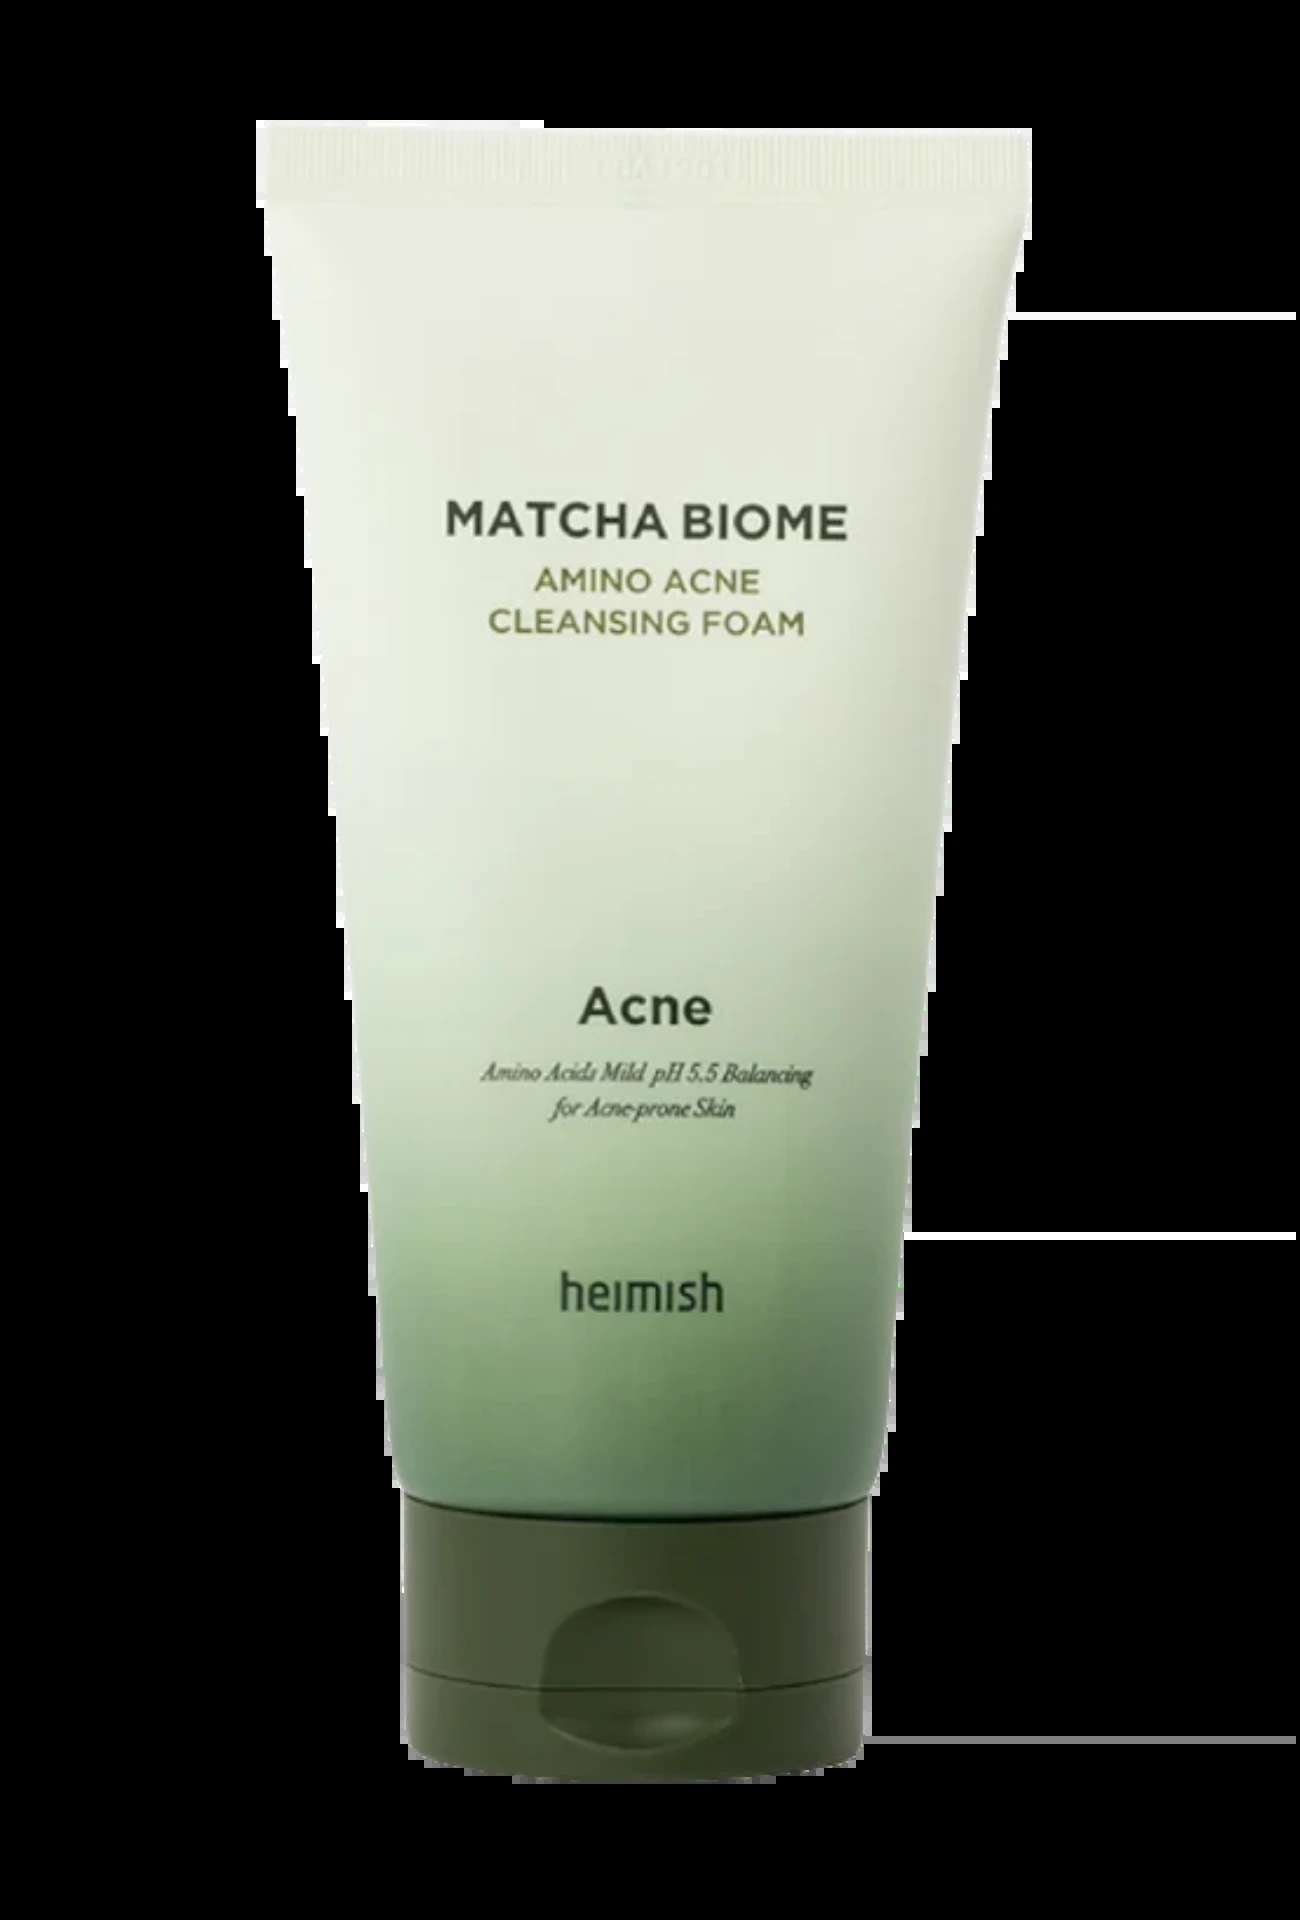 MATCHA BIOME
AMINO ACNE
CLEANSING FOAM
Acne
Amino Acids Mild pH 5.5 Balancing
for Acne-prone Skin
heimish